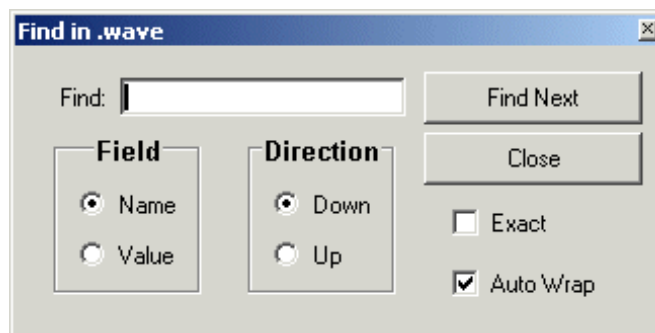 Find in .wave
Find:
Find Next
Field
Direction
Close
Name
Down
Exact
Value
Up
Auto Wrap